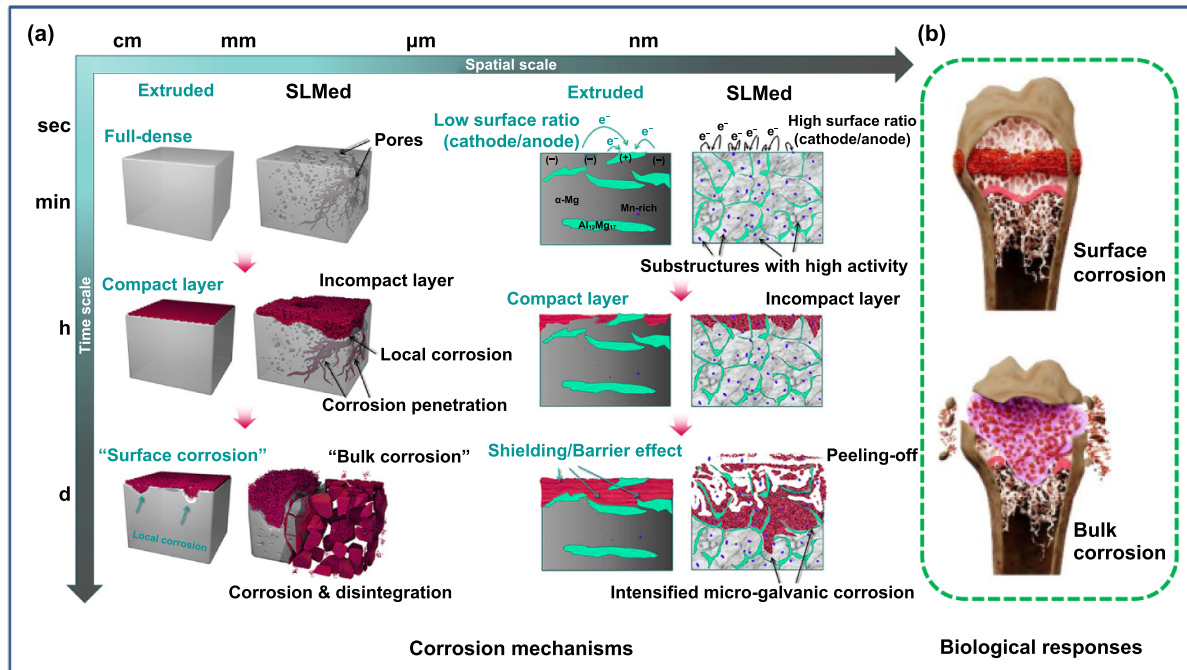 (a)
cm
mm
µm
nm
(b)
Spatial scale
Time scale
sec
min
h
d
Extruded
SLMed
Full-dense
Pores
Compact layer
Incompact layer
Local corrosion
Corrosion penetration
“Surface corrosion”
“Bulk corrosion”
Local corrosion
Corrosion & disintegration
Extruded
SLMed
Low surface ratio
(cathode/anode)
e⁻
e⁻
e⁻
(−)
(−)
(+)
(−)
α-Mg
Mn-rich
Al₁₂Mg₁₇
High surface ratio
(cathode/anode)
e⁻
e⁻
e⁻
e⁻
Substructures with high activity
Compact layer
Incompact layer
Shielding/Barrier effect
Peeling-off
Intensified micro-galvanic corrosion
Corrosion mechanisms
Surface
corrosion
Bulk
corrosion
Biological responses